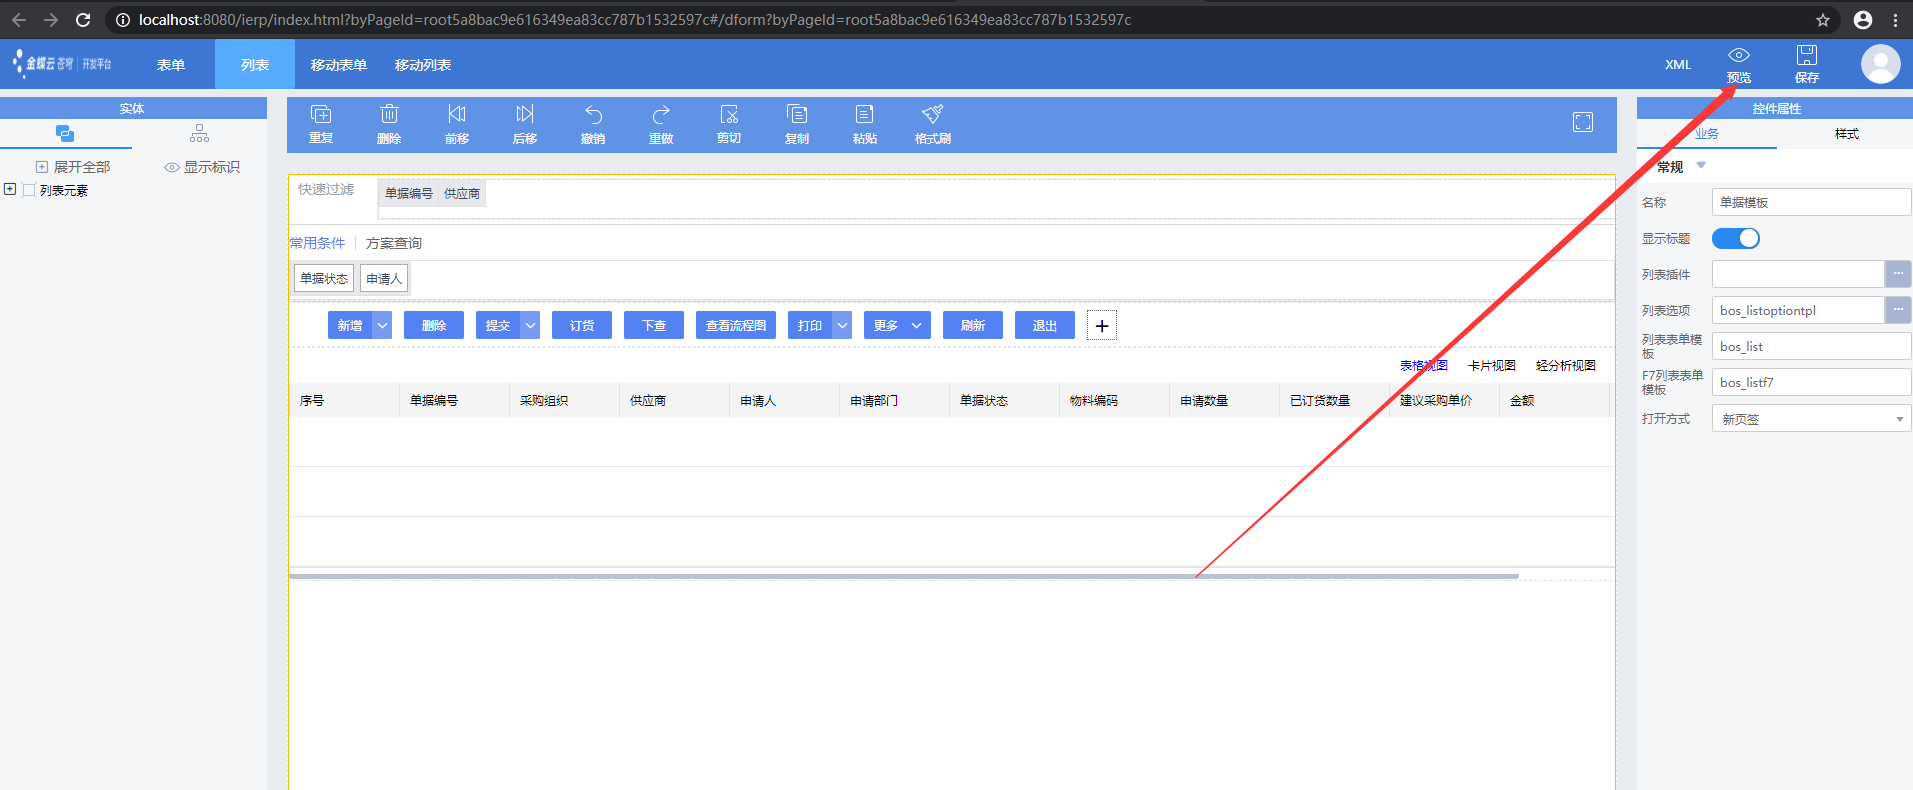 localhost:8080/ierp/index.html?byPageId=root5a8bac9e616349ea83cc787b1532597c#/dform?byPageId=root5a8bac9e616349ea83cc787b1532597c
金蝶云 苍穹 | 开发平台 表单 列表 移动表单 移动列表 XML 预览 保存
实体
展开全部 显示标识
列表元素
重复 删除 前移 后移 撤销 重做 剪切 复制 粘贴 格式刷
快速过滤 单据编号 供应商
常用条件 方案查询
单据状态 申请人
新增 删除 提交 订货 下查 查看流程图 打印 更多 刷新 退出 +
表格视图 卡片视图 轻分析视图
序号 单据编号 采购组织 供应商 申请人 申请部门 单据状态 物料编码 申请数量 已订货数量 建议采购单价 金额
控件属性
业务 样式
常规
名称 单据模板
显示标题
列表插件 ...
列表选项 bos_listoptiontpl ...
列表表单模板 bos_list
F7列表表单模板 bos_listf7
打开方式 新页签